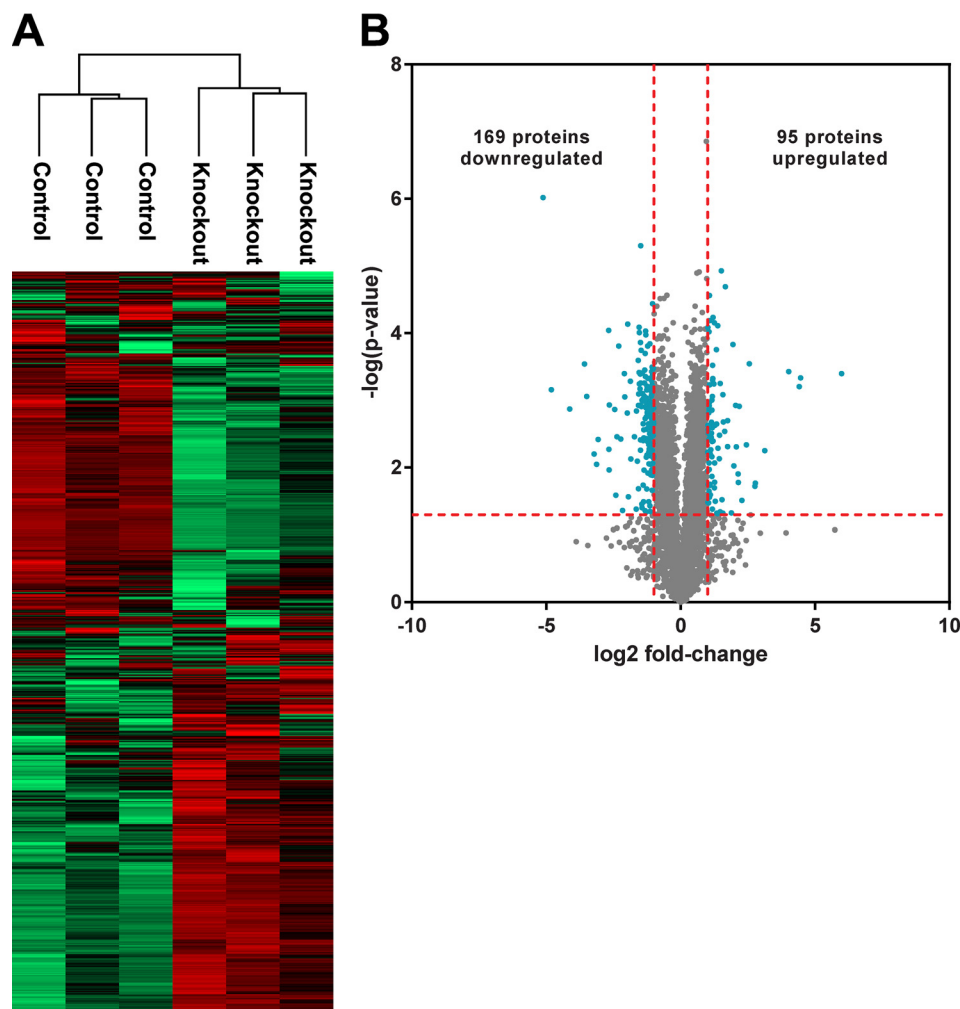 A
Control
Control
Control
Knockout
Knockout
Knockout
B
8
6
4
2
0
-log(p-value)
169 proteins
downregulated
95 proteins
upregulated
-10
-5
0
5
10
log2 fold-change